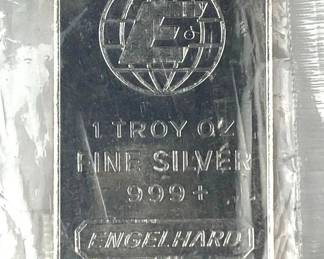 E
1 TROY OZ
FINE SILVER
999+
ENGELHARD